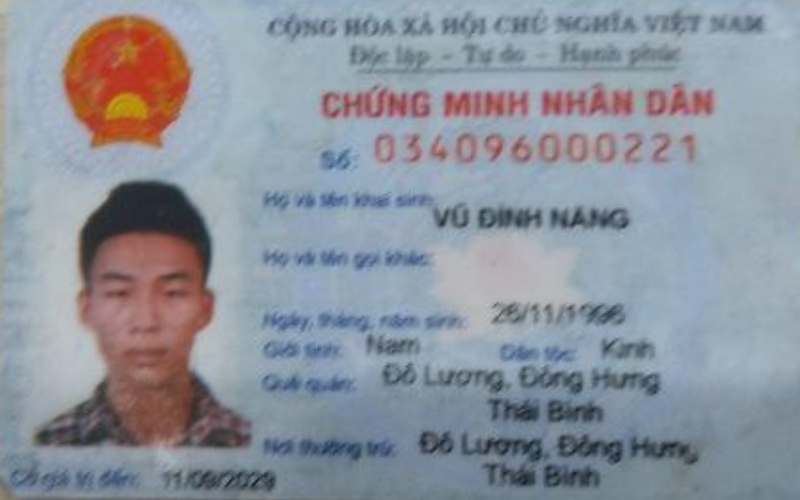 CỘNG HÒA XÃ HỘI CHỦ NGHĨA VIỆT NAM
Độc lập - Tự do - Hạnh phúc
CHỨNG MINH NHÂN DÂN
Số: 034096000221
Họ và tên khai sinh: VŨ ĐÌNH NĂNG
Họ và tên gọi khác:
Ngày, tháng, năm sinh: 26/11/1996
Giới tính: Nam Dân tộc: Kinh
Quê quán: Đô Lương, Đông Hưng
Thái Bình
Nơi thường trú: Đô Lương, Đông Hưng
Thái Bình
Có giá trị đến: 11/09/2029